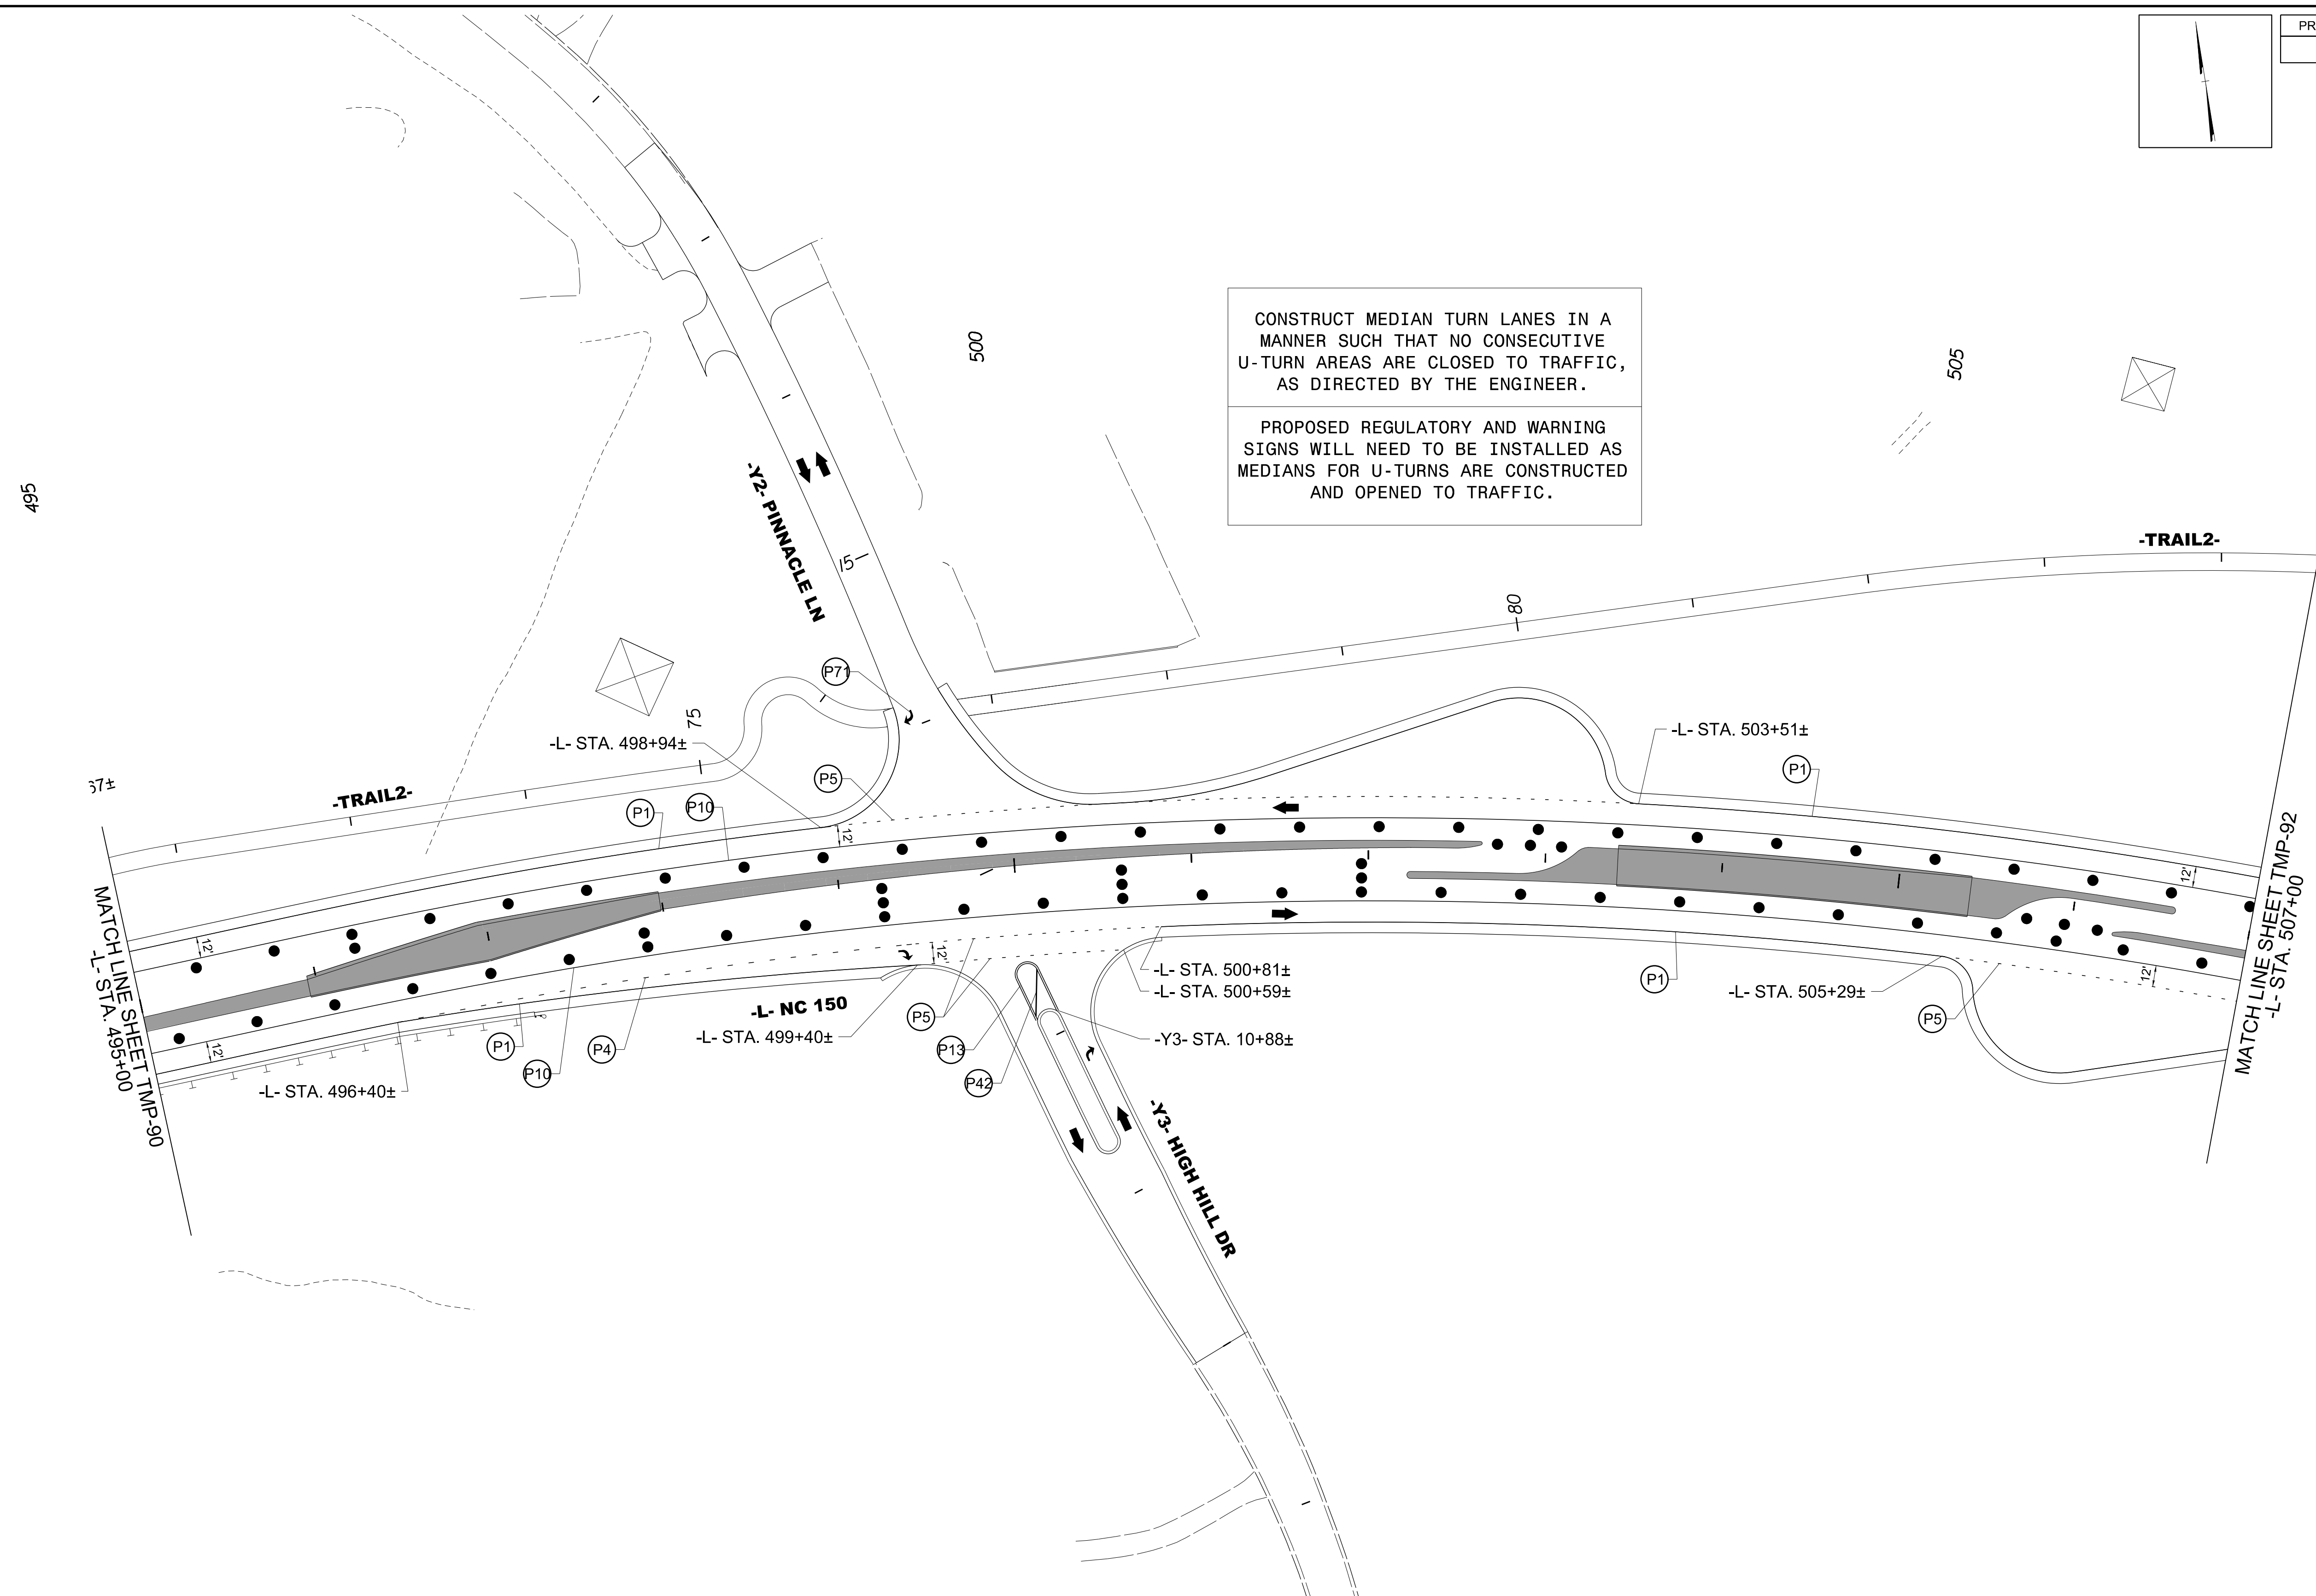 PR
CONSTRUCT MEDIAN TURN LANES IN A
MANNER SUCH THAT NO CONSECUTIVE
U-TURN AREAS ARE CLOSED TO TRAFFIC,
AS DIRECTED BY THE ENGINEER.
PROPOSED REGULATORY AND WARNING
SIGNS WILL NEED TO BE INSTALLED AS
MEDIANS FOR U-TURNS ARE CONSTRUCTED
AND OPENED TO TRAFFIC.
495
500
505
-Y2- PINNACLE LN
15
-TRAIL2-
80
P71
75
-L- STA. 498+94±
-L- STA. 503+51±
P5
P1
57±
-TRAIL2-
P1
P10
12'
12'
12'
12'
12'
12'
MATCH LINE SHEET TMP-90
-L- STA. 495+00
MATCH LINE SHEET TMP-92
-L- STA. 507+00
-L- STA. 500+81±
-L- STA. 500+59±
P1
-L- STA. 505+29±
P5
-L- NC 150
P5
-L- STA. 499+40±
-Y3- STA. 10+88±
P1
P4
P13
P10
P42
-L- STA. 496+40±
-Y3- HIGH HILL DR